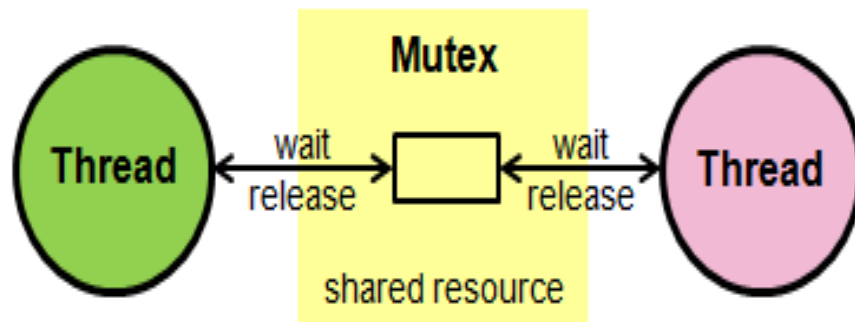 Mutex
Thread
wait
release
wait
release
Thread
shared resource